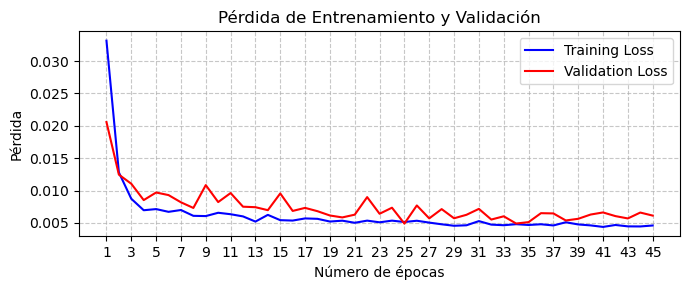 Pérdida de Entrenamiento y Validación
Training Loss
Validation Loss
Pérdida
0.030
0.025
0.020
0.015
0.010
0.005
1 3 5 7 9 11 13 15 17 19 21 23 25 27 29 31 33 35 37 39 41 43 45
Número de épocas